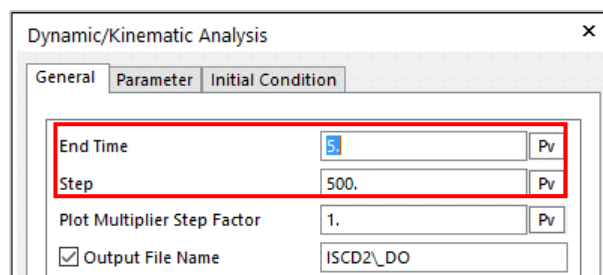 Dynamic/Kinematic Analysis ×
General Parameter Initial Condition
End Time 5. Pv
Step 500. Pv
Plot Multiplier Step Factor 1. Pv
Output File Name ISCD2\_DO